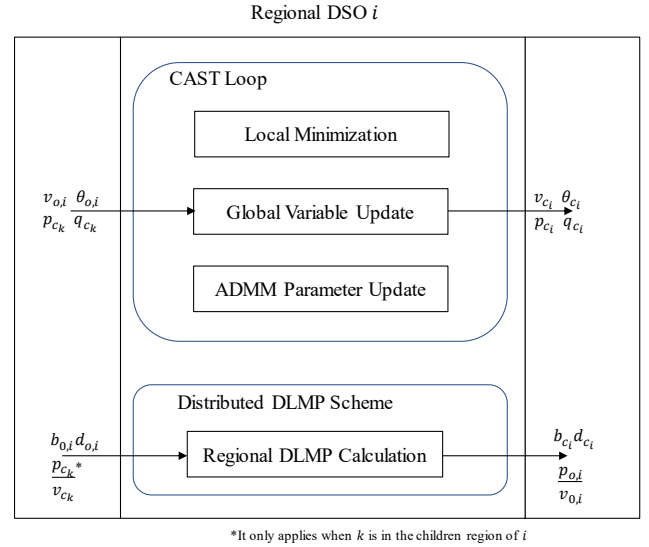 Regional DSO i
CAST Loop
Local Minimization
v_{o,i} θ_{o,i}
p_{c_k} q_{c_k}
Global Variable Update
v_{c_i} θ_{c_i}
p_{c_i} q_{c_i}
ADMM Parameter Update
Distributed DLMP Scheme
b_{0,i} d_{o,i}
p_{c_k}*
v_{c_k}
Regional DLMP Calculation
b_{c_i} d_{c_i}
p_{o,i}
v_{0,i}
*It only applies when k is in the children region of i